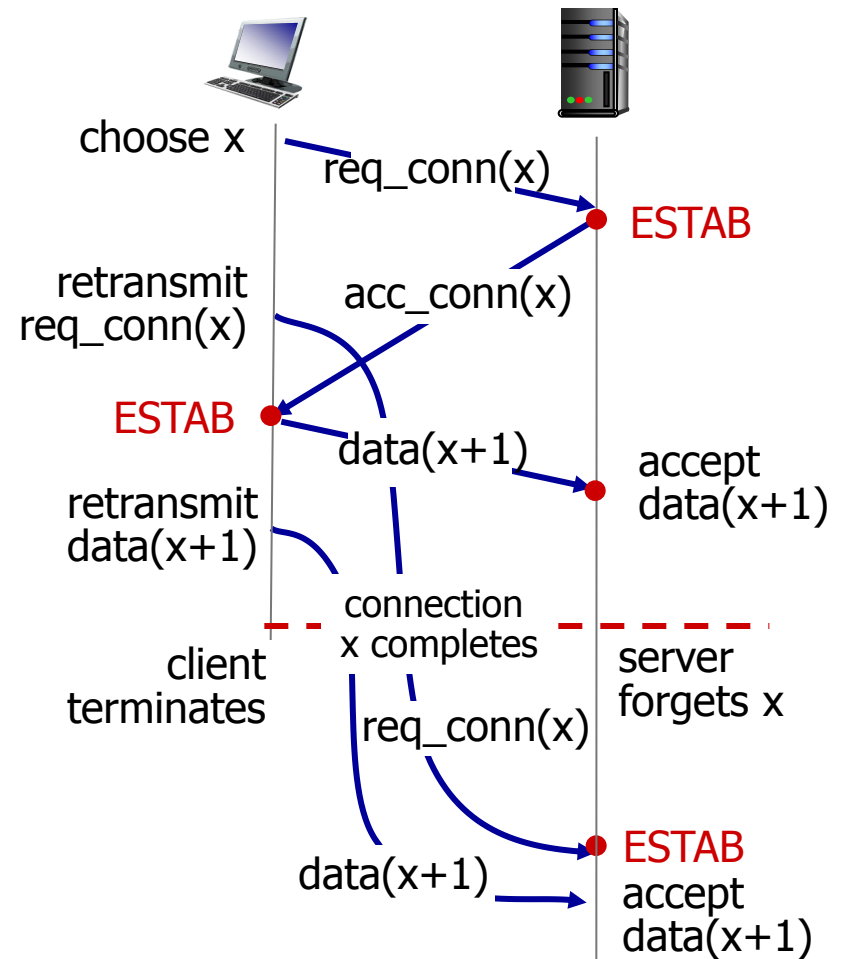 choose x
req_conn(x)
ESTAB
retransmit
req_conn(x)
acc_conn(x)
ESTAB
data(x+1)
accept
data(x+1)
retransmit
data(x+1)
connection
x completes
client
terminates
server
forgets x
req_conn(x)
ESTAB
data(x+1)
accept
data(x+1)